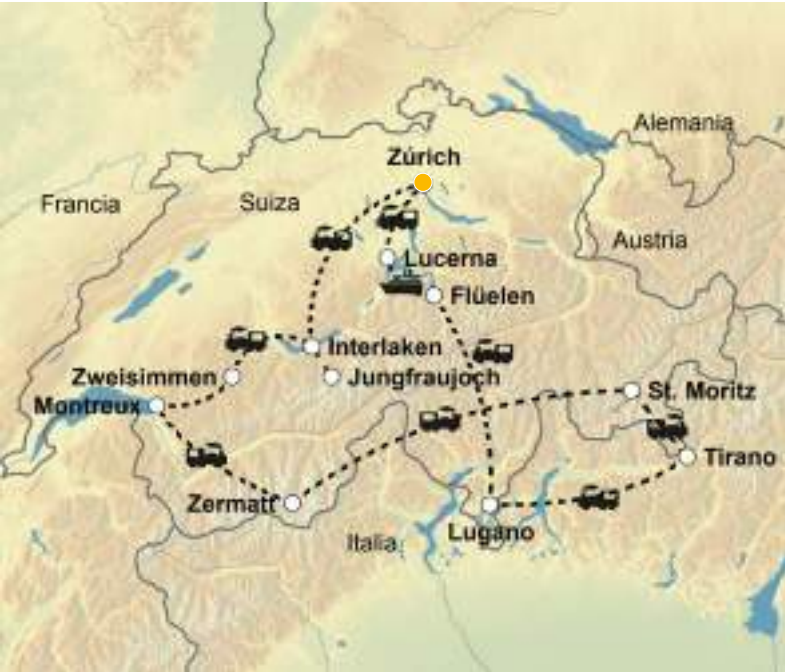 Alemania
Zúrich
Francia
Suiza
Austria
Lucerna
Flüelen
Interlaken
Zweisimmen
Jungfraujoch
St. Moritz
Montreux
Tirano
Zermatt
Lugano
Italia